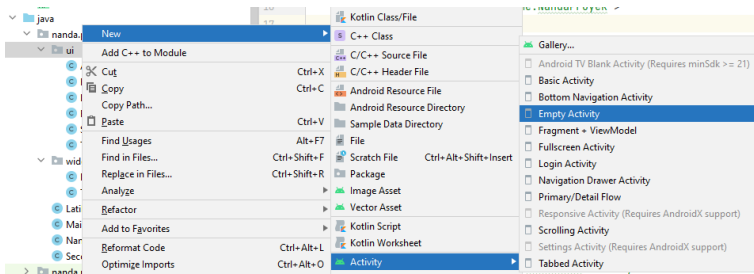 java
nanda.
ui
wid
Lati
Mai
Nar
Sec
nanda.
New
Add C++ to Module
Cut Ctrl+X
Copy Ctrl+C
Copy Path...
Paste Ctrl+V
Find Usages Alt+F7
Find in Files... Ctrl+Shift+F
Replace in Files... Ctrl+Shift+R
Analyze
Refactor
Add to Favorites
Reformat Code Ctrl+Alt+L
Optimize Imports Ctrl+Alt+O
Kotlin Class/File
C++ Class
C/C++ Source File
C/C++ Header File
Android Resource File
Android Resource Directory
Sample Data Directory
File
Scratch File Ctrl+Alt+Shift+Insert
Package
Image Asset
Vector Asset
Kotlin Script
Kotlin Worksheet
Activity
Gallery...
Android TV Blank Activity (Requires minSdk >= 21)
Basic Activity
Bottom Navigation Activity
Empty Activity
Fragment + ViewModel
Fullscreen Activity
Login Activity
Navigation Drawer Activity
Primary/Detail Flow
Responsive Activity (Requires AndroidX support)
Scrolling Activity
Settings Activity (Requires AndroidX support)
Tabbed Activity